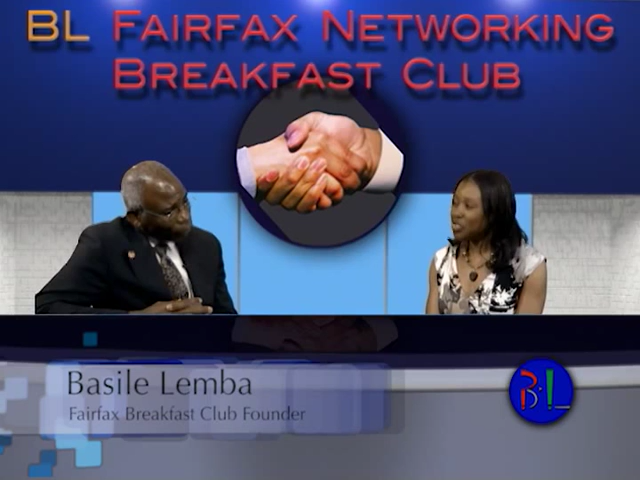 BL FAIRFAX NETWORKING
BREAKFAST CLUB
Basile Lemba
Fairfax Breakfast Club Founder
B.L